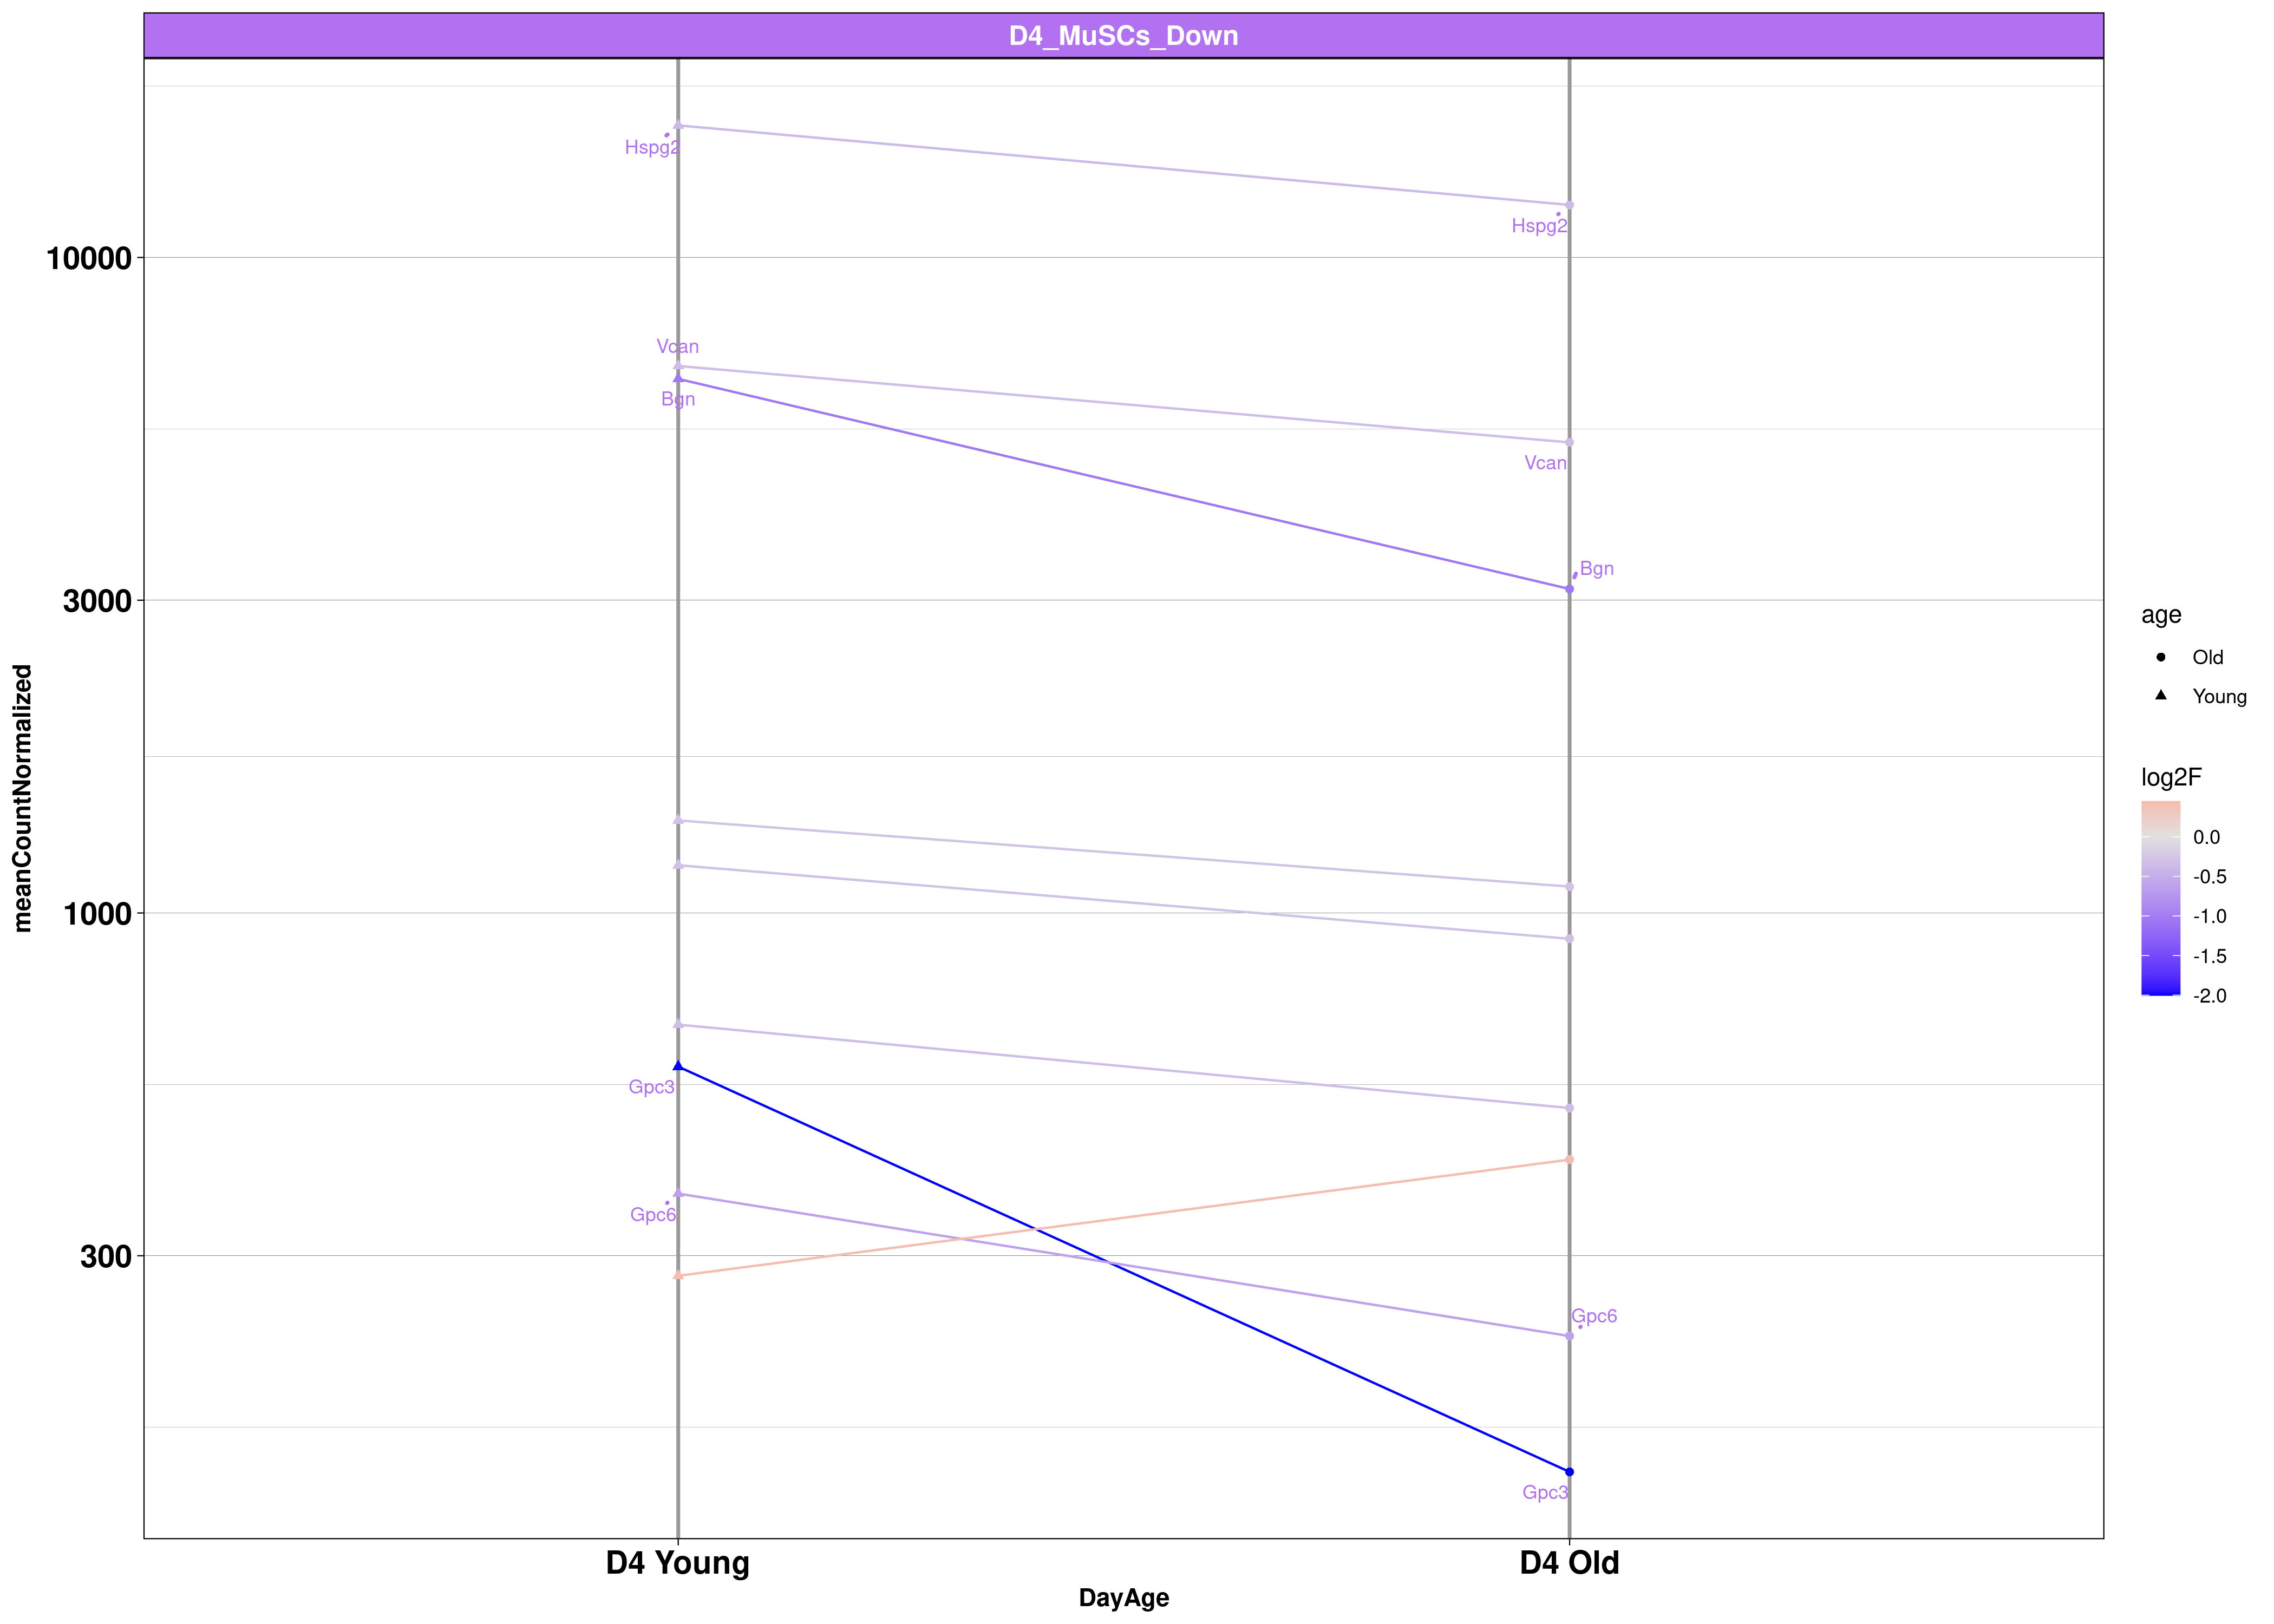 D4_MuSCs_Down
Hspg2
Hspg2
10000
Vcan
Bgn
Vcan
Bgn
3000
meanCountNormalized
1000
Gpc3
Gpc6
300
Gpc6
Gpc3
D4 Young
D4 Old
DayAge
age
Old
Young
log2F
0.0
-0.5
-1.0
-1.5
-2.0